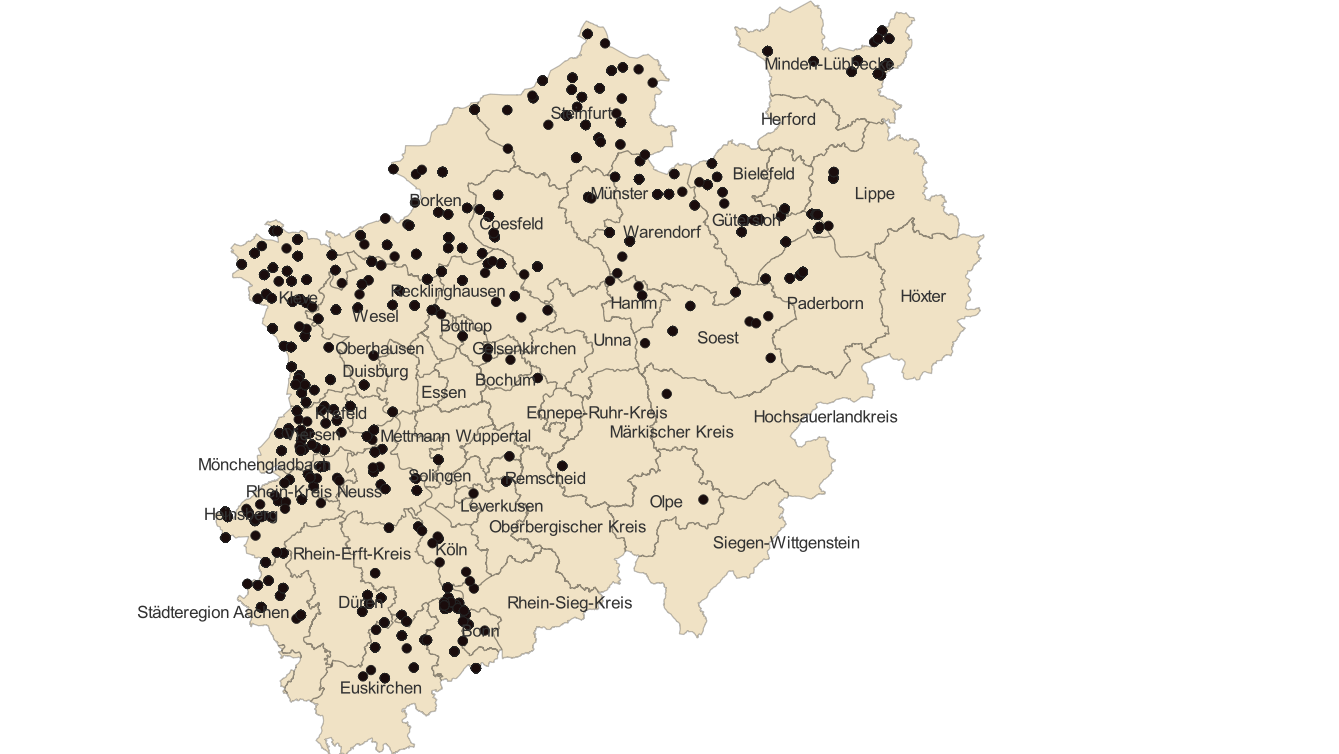 Minden-Lübbecke
Steinfurt
Herford
Bielefeld
Münster
Lippe
Borken
Coesfeld
Gütersloh
Warendorf
Kleve
Recklinghausen
Hamm
Paderborn
Höxter
Wesel
Bottrop
Unna
Soest
Oberhausen
Gelsenkirchen
Duisburg
Bochum
Essen
Krefeld
Ennepe-Ruhr-Kreis
Hochsauerlandkreis
Viersen
Mettmann
Wuppertal
Märkischer Kreis
Mönchengladbach
Solingen
Remscheid
Rhein-Kreis Neuss
Leverkusen
Olpe
Heinsberg
Oberbergischer Kreis
Rhein-Erft-Kreis
Köln
Siegen-Wittgenstein
Städteregion Aachen
Düren
Rhein-Sieg-Kreis
Bonn
Euskirchen